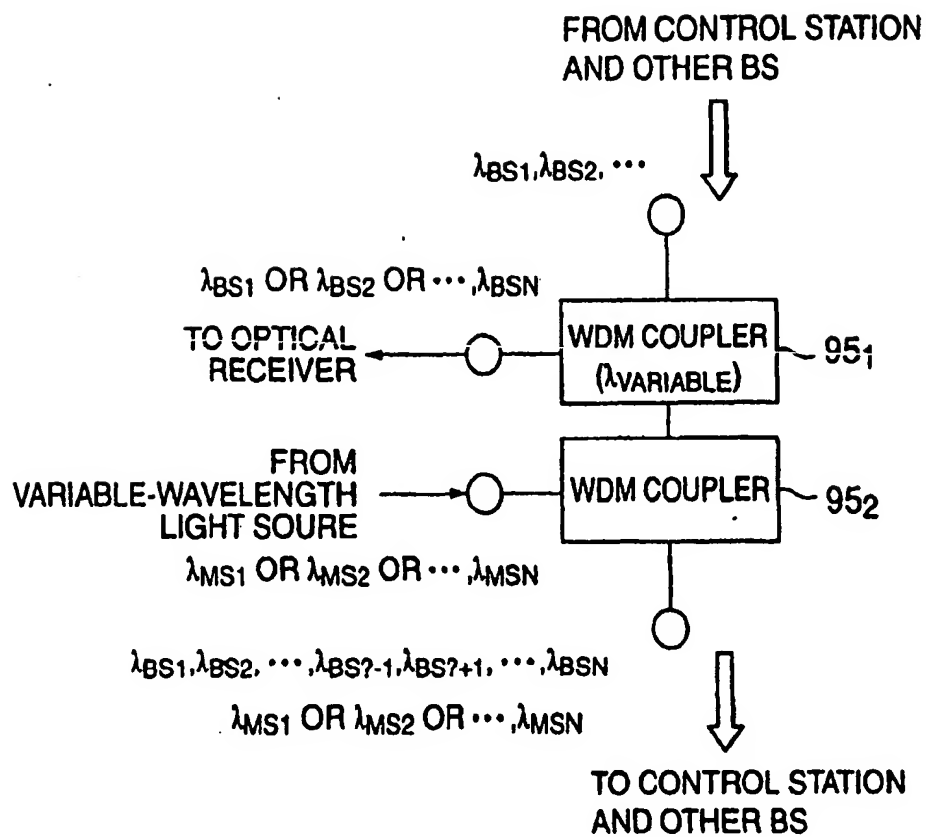 FROM CONTROL STATION
AND OTHER BS
λBS1,λBS2, ···
λBS1 OR λBS2 OR ···,λBSN
TO OPTICAL
RECEIVER
WDM COUPLER
(λVARIABLE)
95₁
FROM
VARIABLE-WAVELENGTH
LIGHT SOURE
WDM COUPLER
95₂
λMS1 OR λMS2 OR ···,λMSN
λBS1,λBS2, ···,λBS?-1,λBS?+1, ···,λBSN
λMS1 OR λMS2 OR ···,λMSN
TO CONTROL STATION
AND OTHER BS